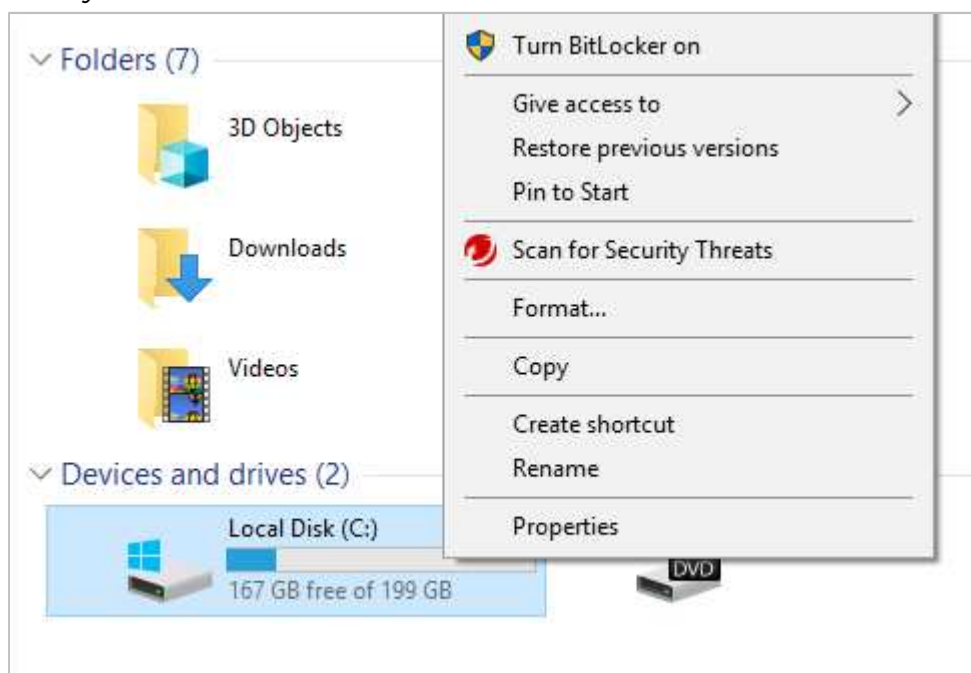 Folders (7)
3D Objects
Downloads
Videos
Devices and drives (2)
Local Disk (C:)
167 GB free of 199 GB
DVD
Turn BitLocker on
Give access to
Restore previous versions
Pin to Start
Scan for Security Threats
Format...
Copy
Create shortcut
Rename
Properties